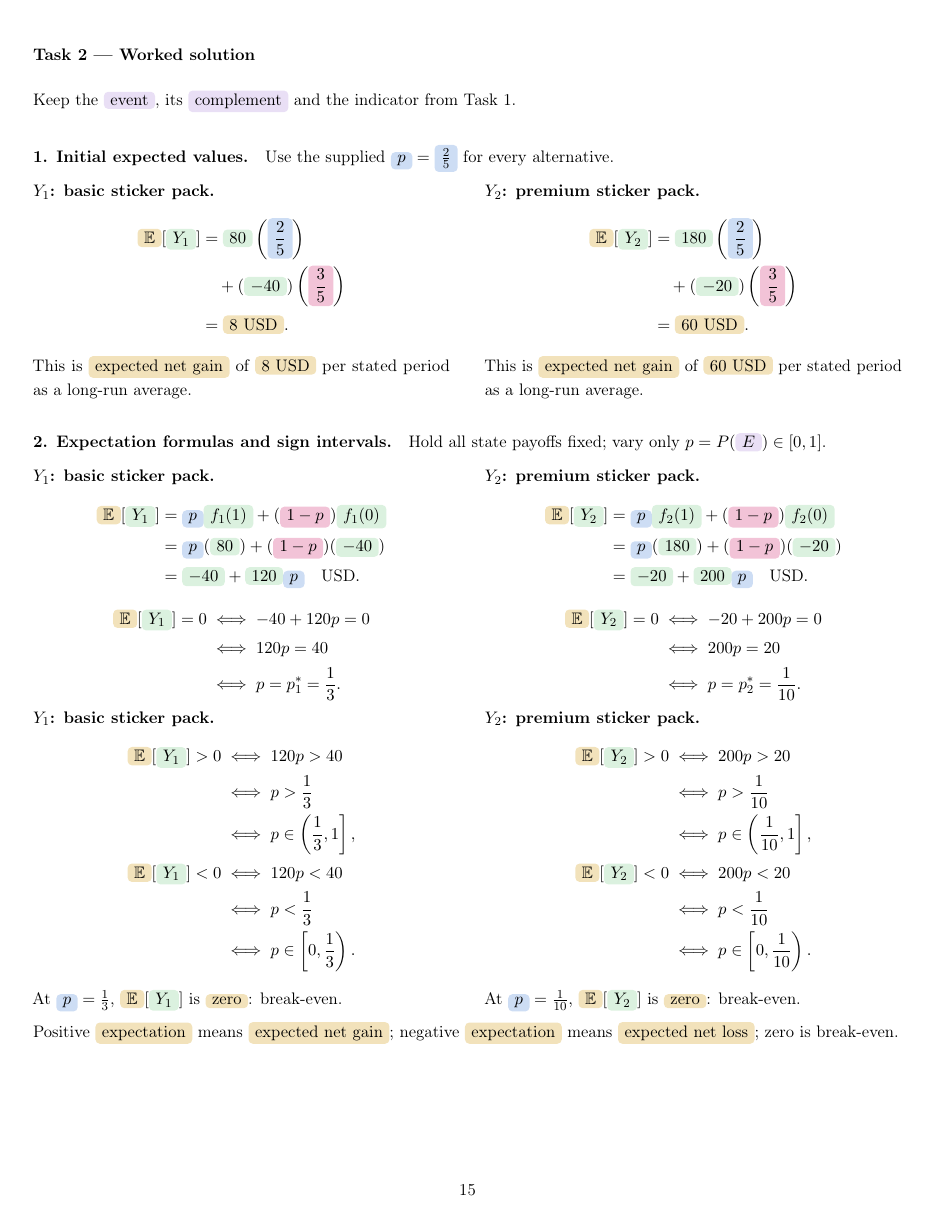 Task 2 — Worked solution
Keep the event, its complement and the indicator from Task 1.
1. Initial expected values. Use the supplied p = 2/5 for every alternative.
Y₁: basic sticker pack.
𝔼[Y₁] = 80 (2/5)
+ (−40) (3/5)
= 8 USD.
This is expected net gain of 8 USD per stated period
as a long-run average.
Y₂: premium sticker pack.
𝔼[Y₂] = 180 (2/5)
+ (−20) (3/5)
= 60 USD.
This is expected net gain of 60 USD per stated period
as a long-run average.
2. Expectation formulas and sign intervals. Hold all state payoffs fixed; vary only p = P(E) ∈ [0, 1].
Y₁: basic sticker pack.
𝔼[Y₁] = p f₁(1) + (1 − p) f₁(0)
= p(80) + (1 − p)(−40)
= −40 + 120 p USD.
𝔼[Y₁] = 0 ⟺ −40 + 120p = 0
⟺ 120p = 40
⟺ p = p₁* = 1/3.
Y₂: premium sticker pack.
𝔼[Y₂] = p f₂(1) + (1 − p) f₂(0)
= p(180) + (1 − p)(−20)
= −20 + 200 p USD.
𝔼[Y₂] = 0 ⟺ −20 + 200p = 0
⟺ 200p = 20
⟺ p = p₂* = 1/10.
Y₁: basic sticker pack.
𝔼[Y₁] > 0 ⟺ 120p > 40
⟺ p > 1/3
⟺ p ∈ (1/3, 1],
𝔼[Y₁] < 0 ⟺ 120p < 40
⟺ p < 1/3
⟺ p ∈ [0, 1/3).
At p = 1/3, 𝔼[Y₁] is zero: break-even.
Y₂: premium sticker pack.
𝔼[Y₂] > 0 ⟺ 200p > 20
⟺ p > 1/10
⟺ p ∈ (1/10, 1],
𝔼[Y₂] < 0 ⟺ 200p < 20
⟺ p < 1/10
⟺ p ∈ [0, 1/10).
At p = 1/10, 𝔼[Y₂] is zero: break-even.
Positive expectation means expected net gain; negative expectation means expected net loss; zero is break-even.
15